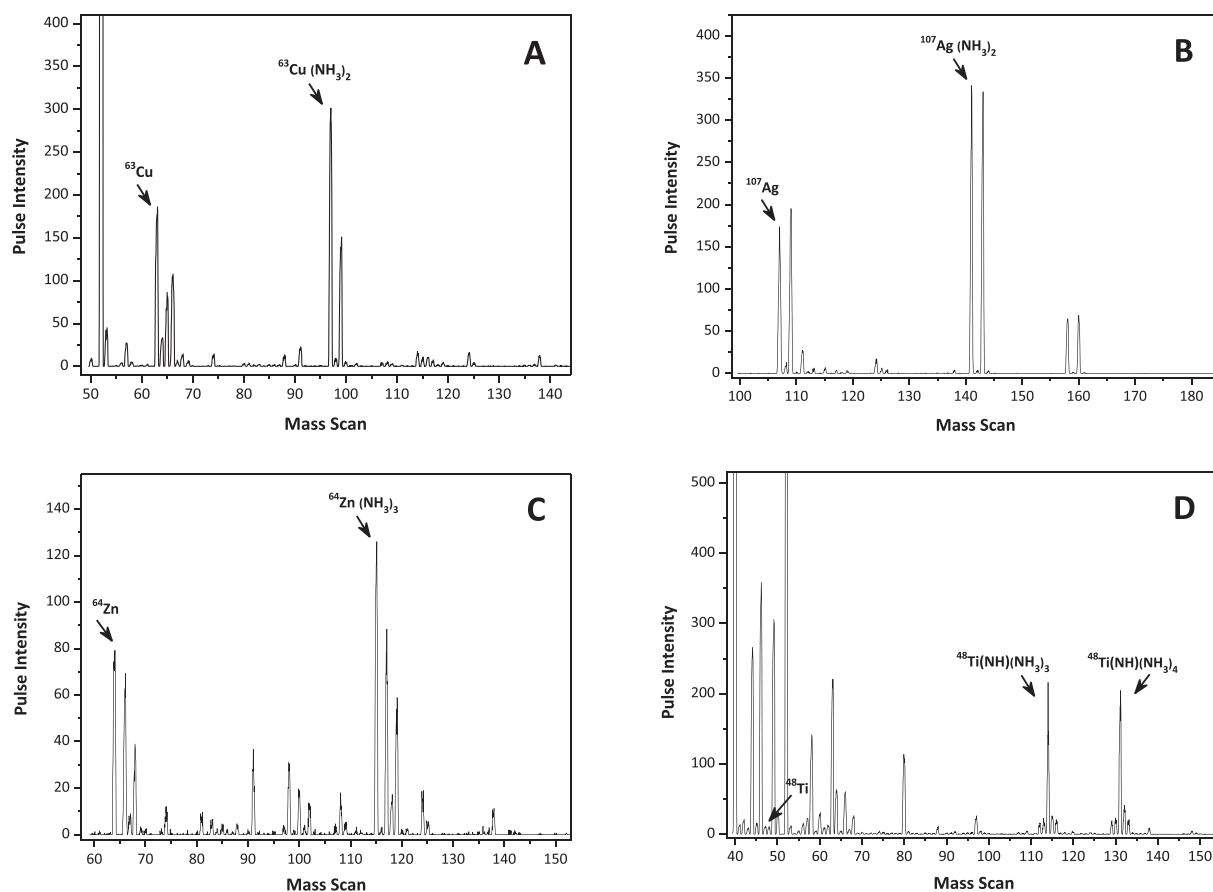 A
⁶³Cu (NH₃)₂
⁶³Cu
400
350
300
250
200
150
100
50
0
50 60 70 80 90 100 110 120 130 140
Pulse Intensity
Mass Scan
B
¹⁰⁷Ag (NH₃)₂
¹⁰⁷Ag
400
350
300
250
200
150
100
50
0
100 110 120 130 140 150 160 170 180
Pulse Intensity
Mass Scan
C
⁶⁴Zn (NH₃)₃
⁶⁴Zn
140
120
100
80
60
40
20
0
60 70 80 90 100 110 120 130 140 150
Pulse Intensity
Mass Scan
D
⁴⁸Ti(NH)(NH₃)₃
⁴⁸Ti(NH)(NH₃)₄
⁴⁸Ti
500
400
300
200
100
0
40 50 60 70 80 90 100 110 120 130 140 150
Pulse Intensity
Mass Scan